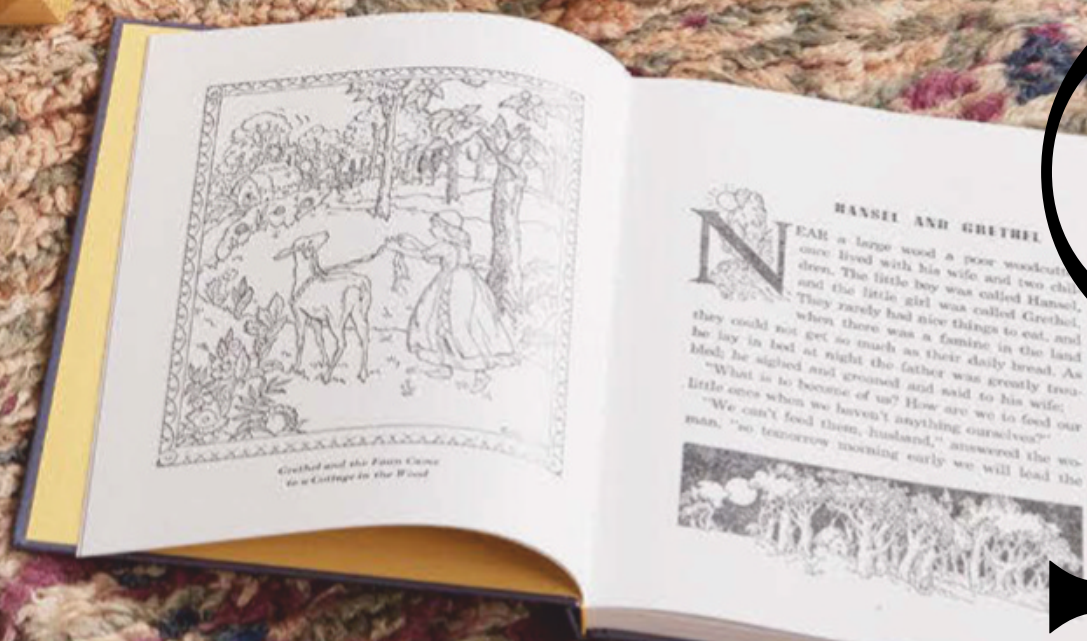 Grethel and the Faun Came
to a Cottage in the Wood
HANSEL AND GRETHEL
NEAR a large wood a poor woodcutt
once lived with his wife and two chil-
dren. The little boy was called Hansel,
and the little girl was called Grethel.
They rarely had nice things to eat, and
when there was a famine in the land
they could not get so much as their daily bread. As
he lay in bed at night the father was greatly trou-
bled; he sighed and groaned and said to his wife:
"What is to become of us? How are we to feed our
little ones when we haven't anything ourselves?"
"We can't feed them, husband," answered the wo-
man, "so tomorrow morning early we will lead the